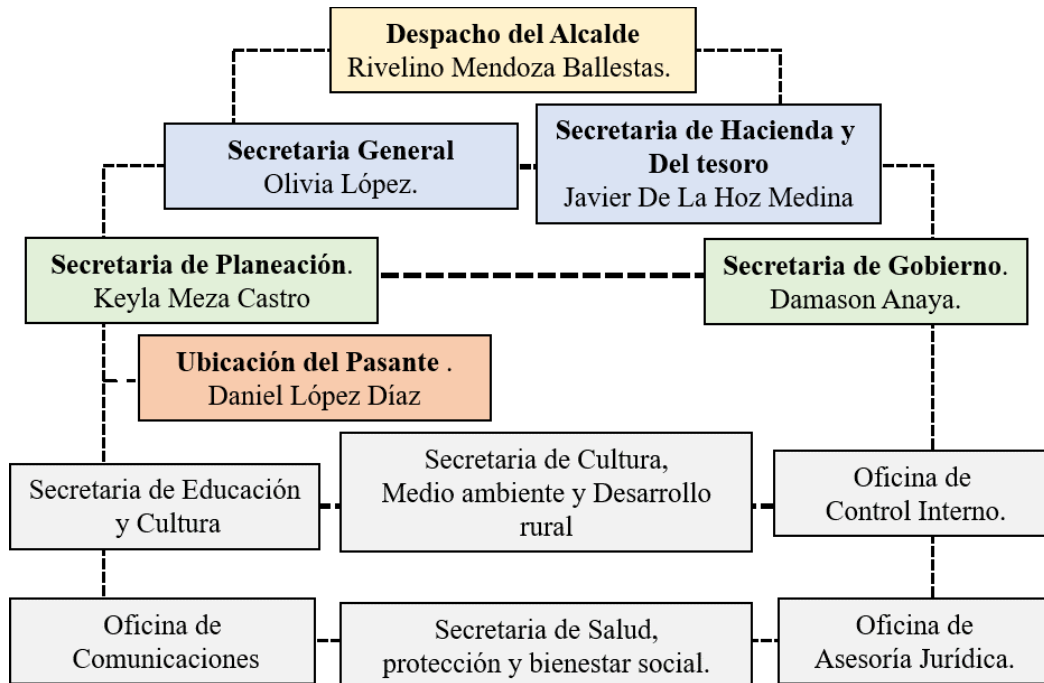 Despacho del Alcalde
Rivelino Mendoza Ballestas.
Secretaria General
Olivia López.
Secretaria de Hacienda y
Del tesoro
Javier De La Hoz Medina
Secretaria de Planeación.
Keyla Meza Castro
Secretaria de Gobierno.
Damason Anaya.
Ubicación del Pasante .
Daniel López Díaz
Secretaria de Educación
y Cultura
Secretaria de Cultura,
Medio ambiente y Desarrollo
rural
Oficina de
Control Interno.
Oficina de
Comunicaciones
Secretaria de Salud,
protección y bienestar social.
Oficina de
Asesoría Jurídica.